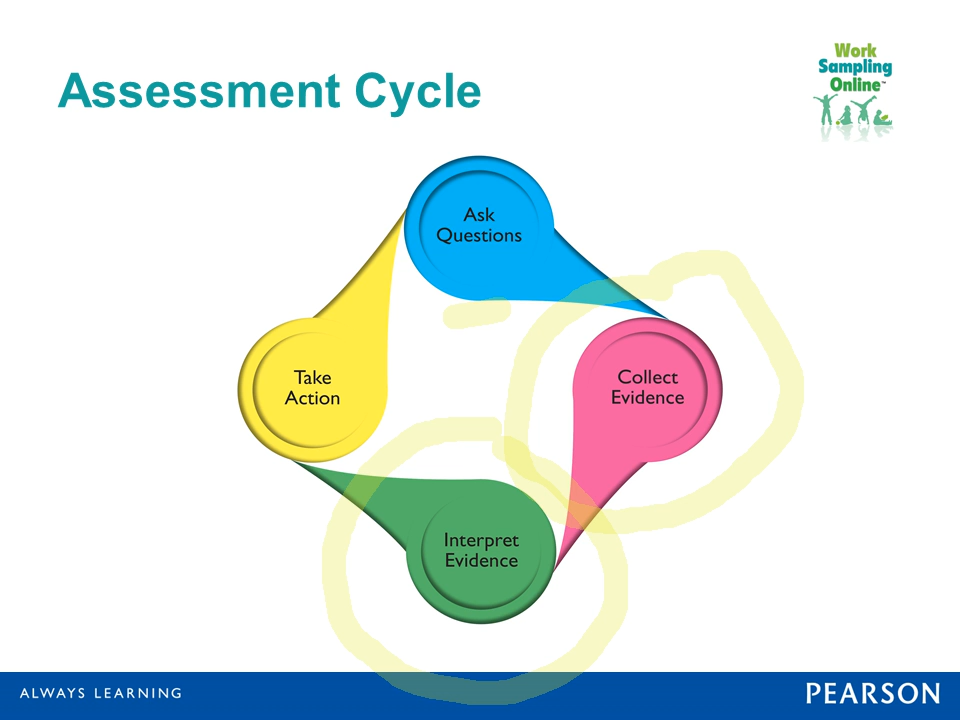 Assessment Cycle
Work
Sampling
Online™
Ask
Questions
Take
Action
Collect
Evidence
Interpret
Evidence
ALWAYS LEARNING
PEARSON